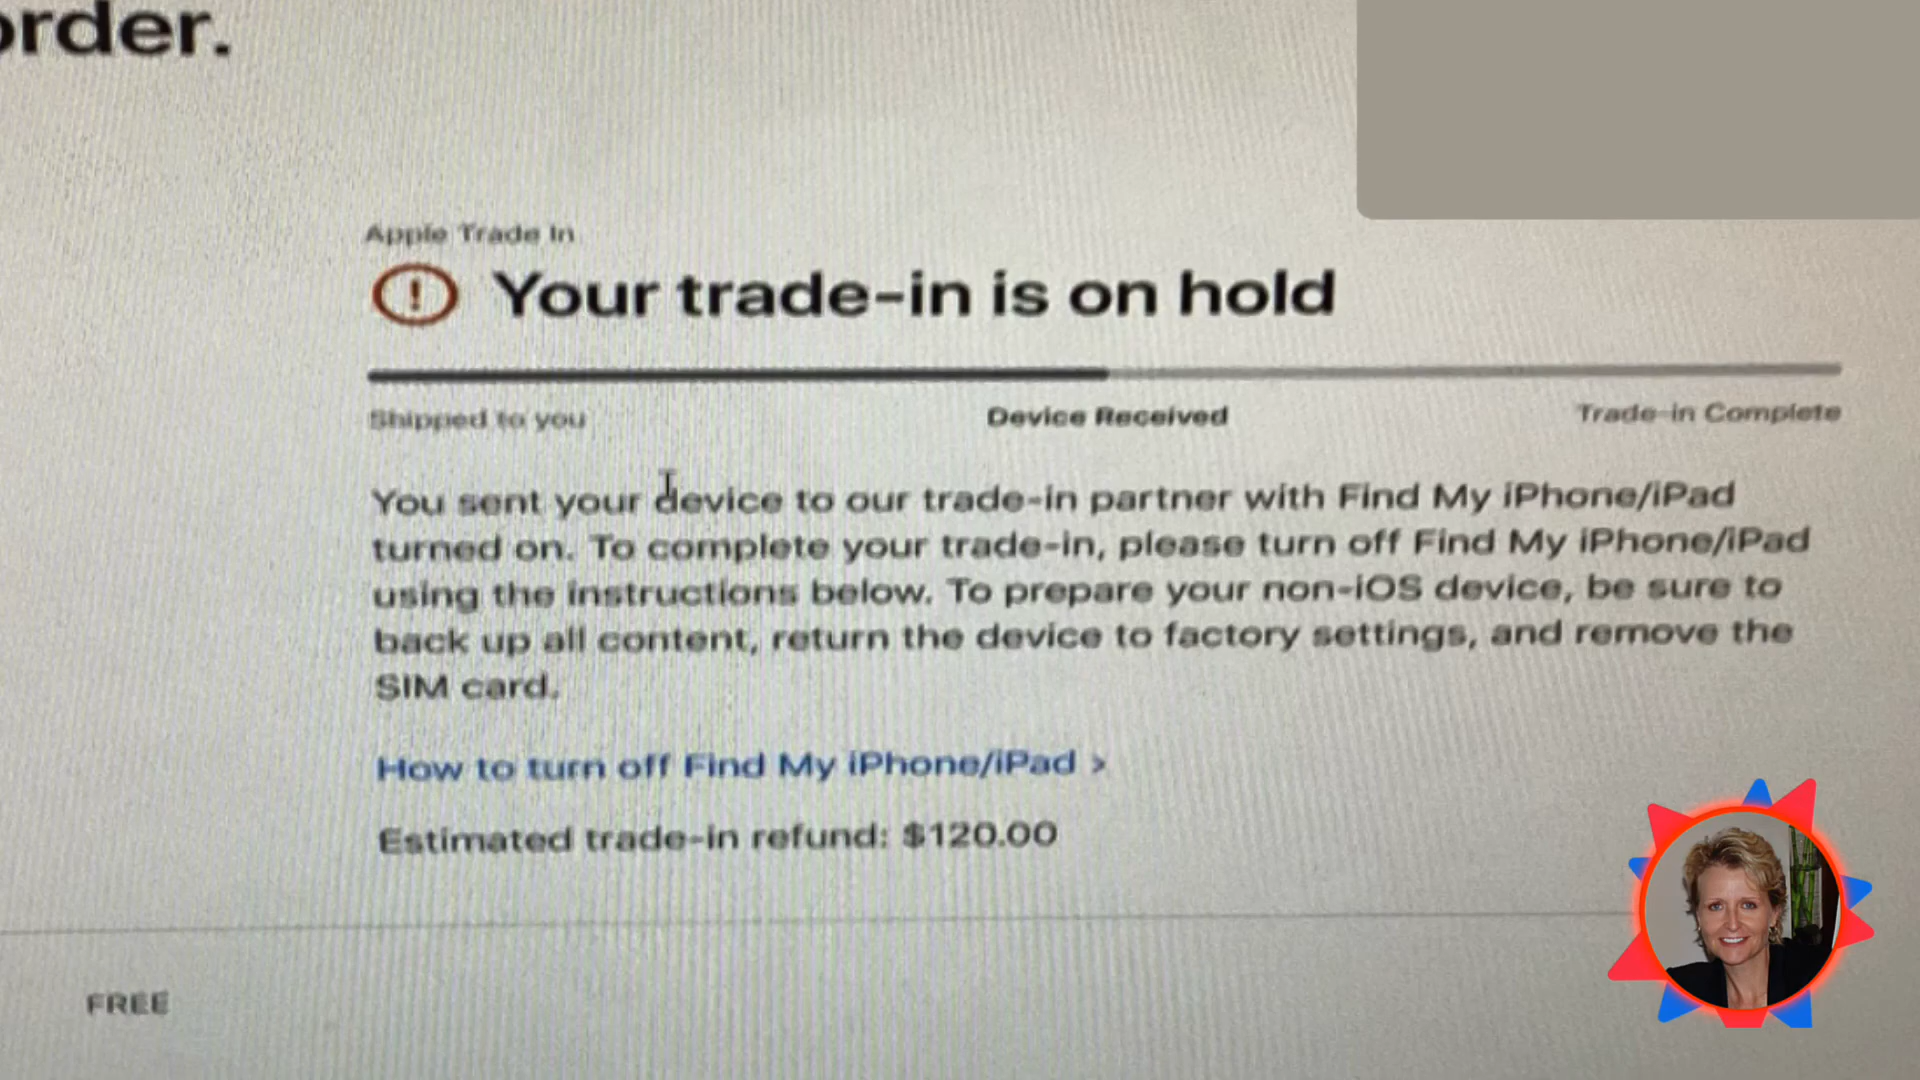 order.
Apple Trade In
! Your trade-in is on hold
Shipped to you
Device Received
Trade-in Complete
You sent your device to our trade-in partner with Find My iPhone/iPad
turned on. To complete your trade-in, please turn off Find My iPhone/iPad
using the instructions below. To prepare your non-iOS device, be sure to
back up all content, return the device to factory settings, and remove the
SIM card.
How to turn off Find My iPhone/iPad >
Estimated trade-in refund: $120.00
FREE